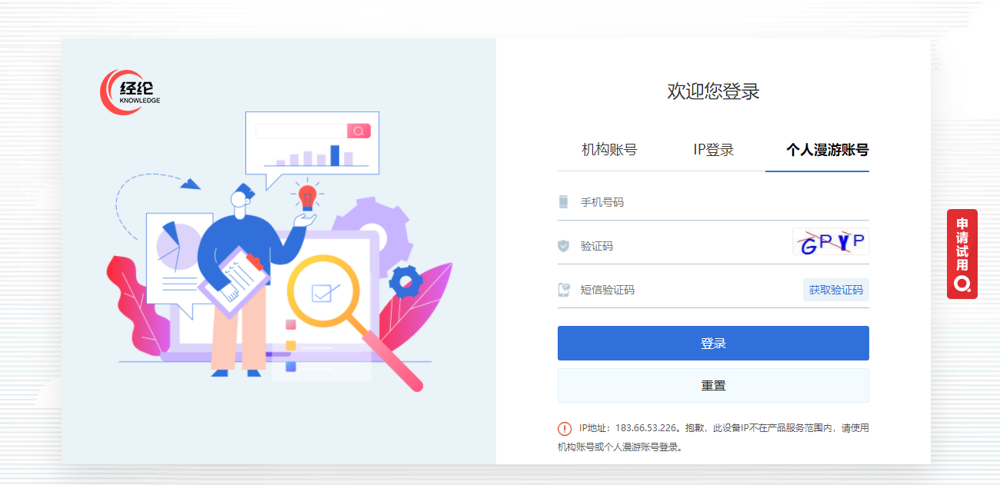 经纶
KNOWLEDGE
欢迎您登录
机构账号
IP登录
个人漫游账号
手机号码
验证码
GPYP
短信验证码
获取验证码
登录
重置
IP地址：183.66.53.226。抱歉，此设备IP不在产品服务范围内，请使用
机构账号或个人漫游账号登录。
申请试用